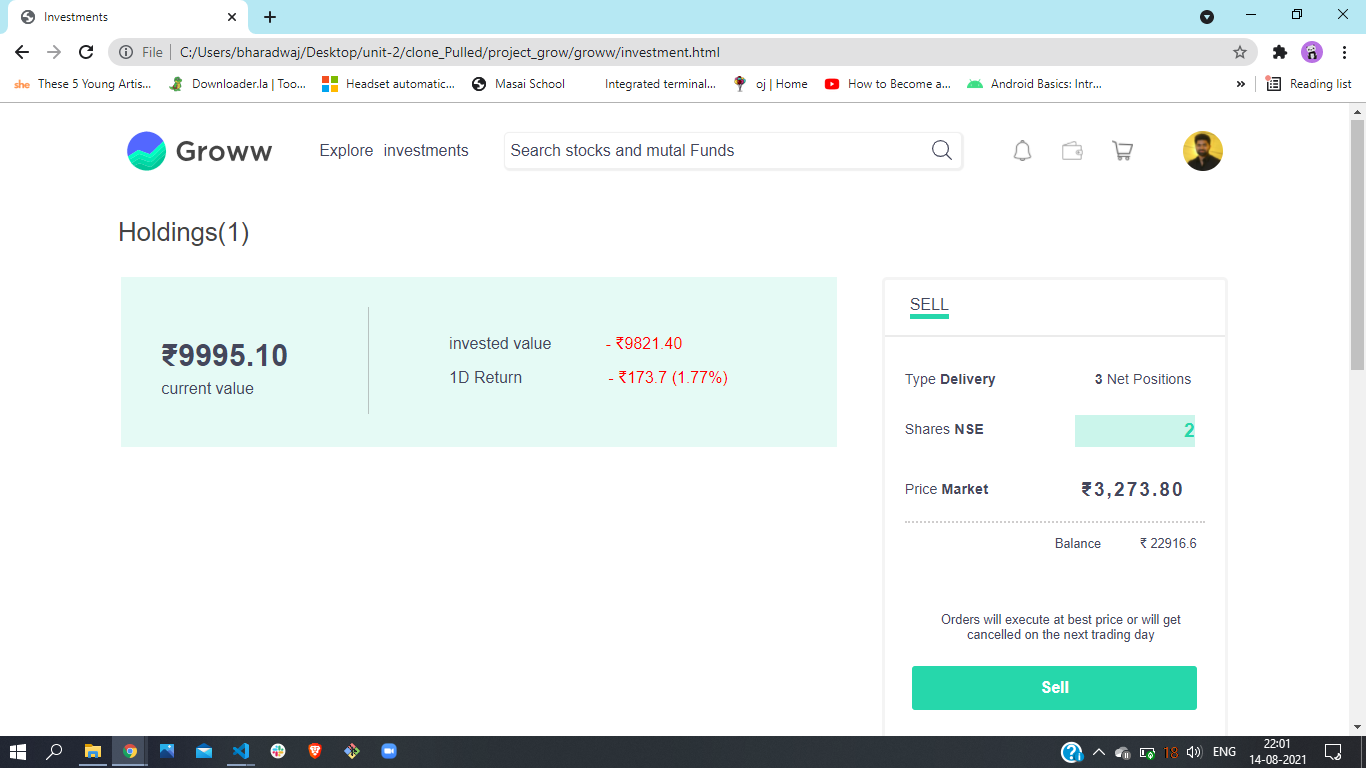 Investments
File C:/Users/bharadwaj/Desktop/unit-2/clone_Pulled/project_grow/groww/investment.html
she These 5 Young Artis... Downloader.la | Too... Headset automatic... Masai School Integrated terminal... oj | Home How to Become a... Android Basics: Intr... » Reading list
Groww Explore investments Search stocks and mutal Funds
Holdings(1)
₹9995.10
current value
invested value - ₹9821.40
1D Return - ₹173.7 (1.77%)
SELL
Type Delivery 3 Net Positions
Shares NSE 2
Price Market ₹3,273.80
Balance ₹ 22916.6
Orders will execute at best price or will get
cancelled on the next trading day
Sell
18 ENG 22:01
14-08-2021